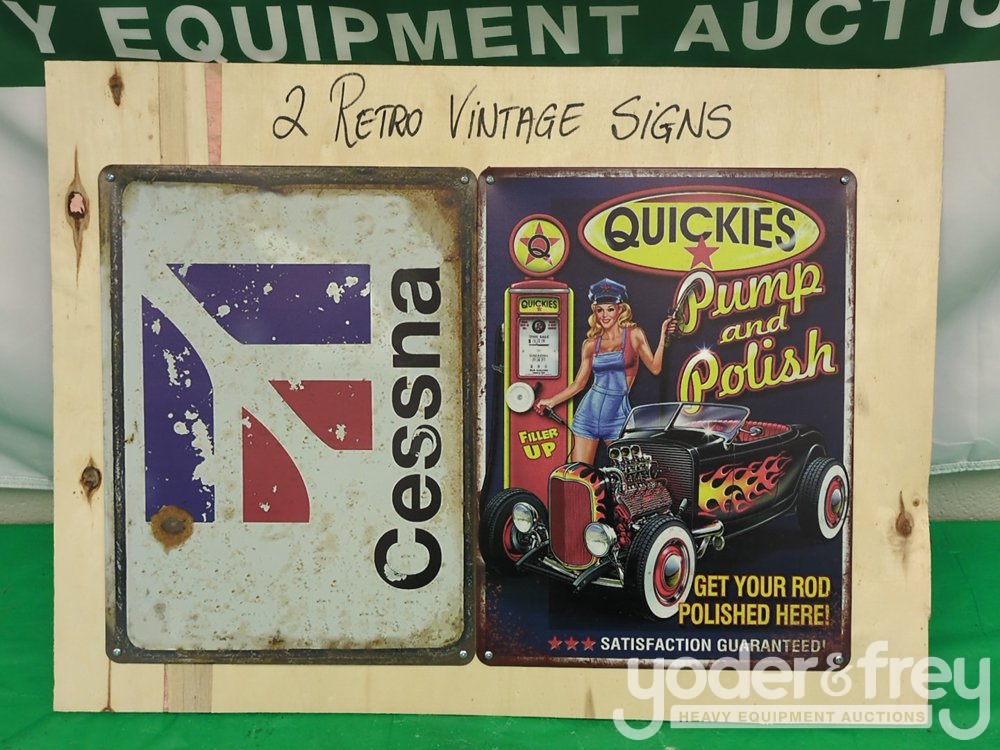 Y EQUIPMENT AUCTIO
2 RETRO VINTAGE SiGNS
Cessna
QUICKIES
Pump
and
Polish
Q
QUICKIES
FILLER
UP
GET YOUR ROD
POLISHED HERE!
★★★ SATISFACTION GUARANTEED!
yoder&frey
HEAVY EQUIPMENT AUCTIONS